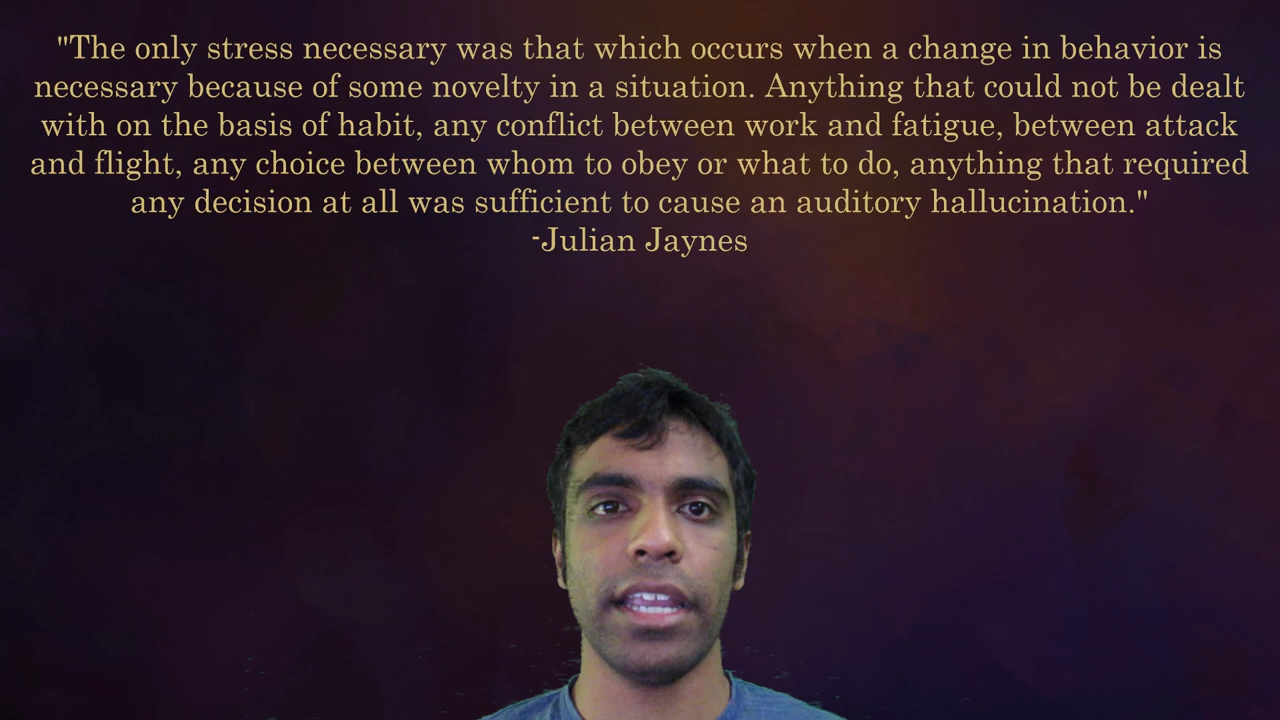 "The only stress necessary was that which occurs when a change in behavior is
necessary because of some novelty in a situation. Anything that could not be dealt
with on the basis of habit, any conflict between work and fatigue, between attack
and flight, any choice between whom to obey or what to do, anything that required
any decision at all was sufficient to cause an auditory hallucination."
-Julian Jaynes